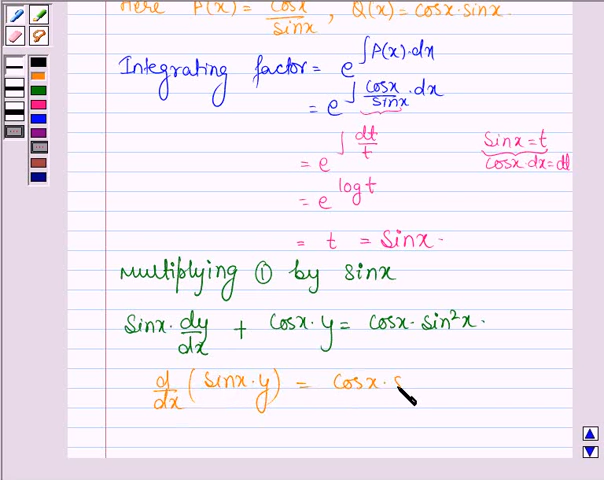 Here P(x) = cosx/sinx , Q(x) = cosx·sinx.
Integrating factor = e^∫P(x)·dx
= e^∫cosx/sinx·dx
= e^∫dt/t
sinx=t
cosx·dx=dt
= e^logt
= t = sinx.
Multiplying ① by sinx
sinx·dy/dx + cosx·y = cosx·sin²x.
d/dx (sinx·y) = cosx·s